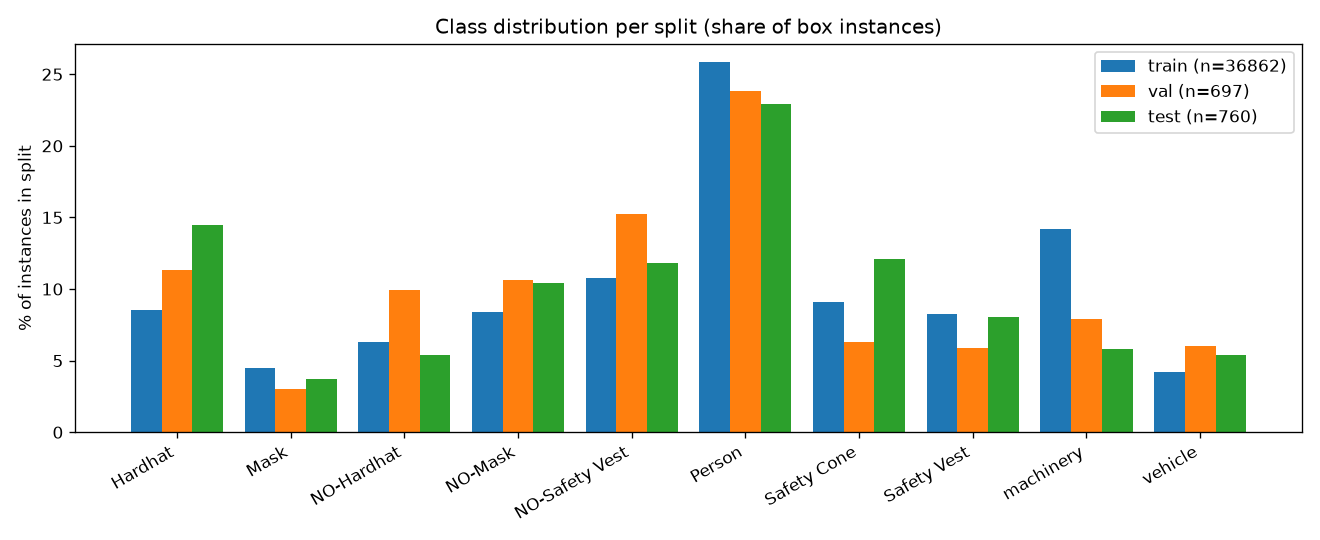 Class distribution per split (share of box instances)
train (n=36862)
val (n=697)
test (n=760)
% of instances in split
25
20
15
10
5
0
Hardhat
Mask
NO-Hardhat
NO-Mask
NO-Safety Vest
Person
Safety Cone
Safety Vest
machinery
vehicle